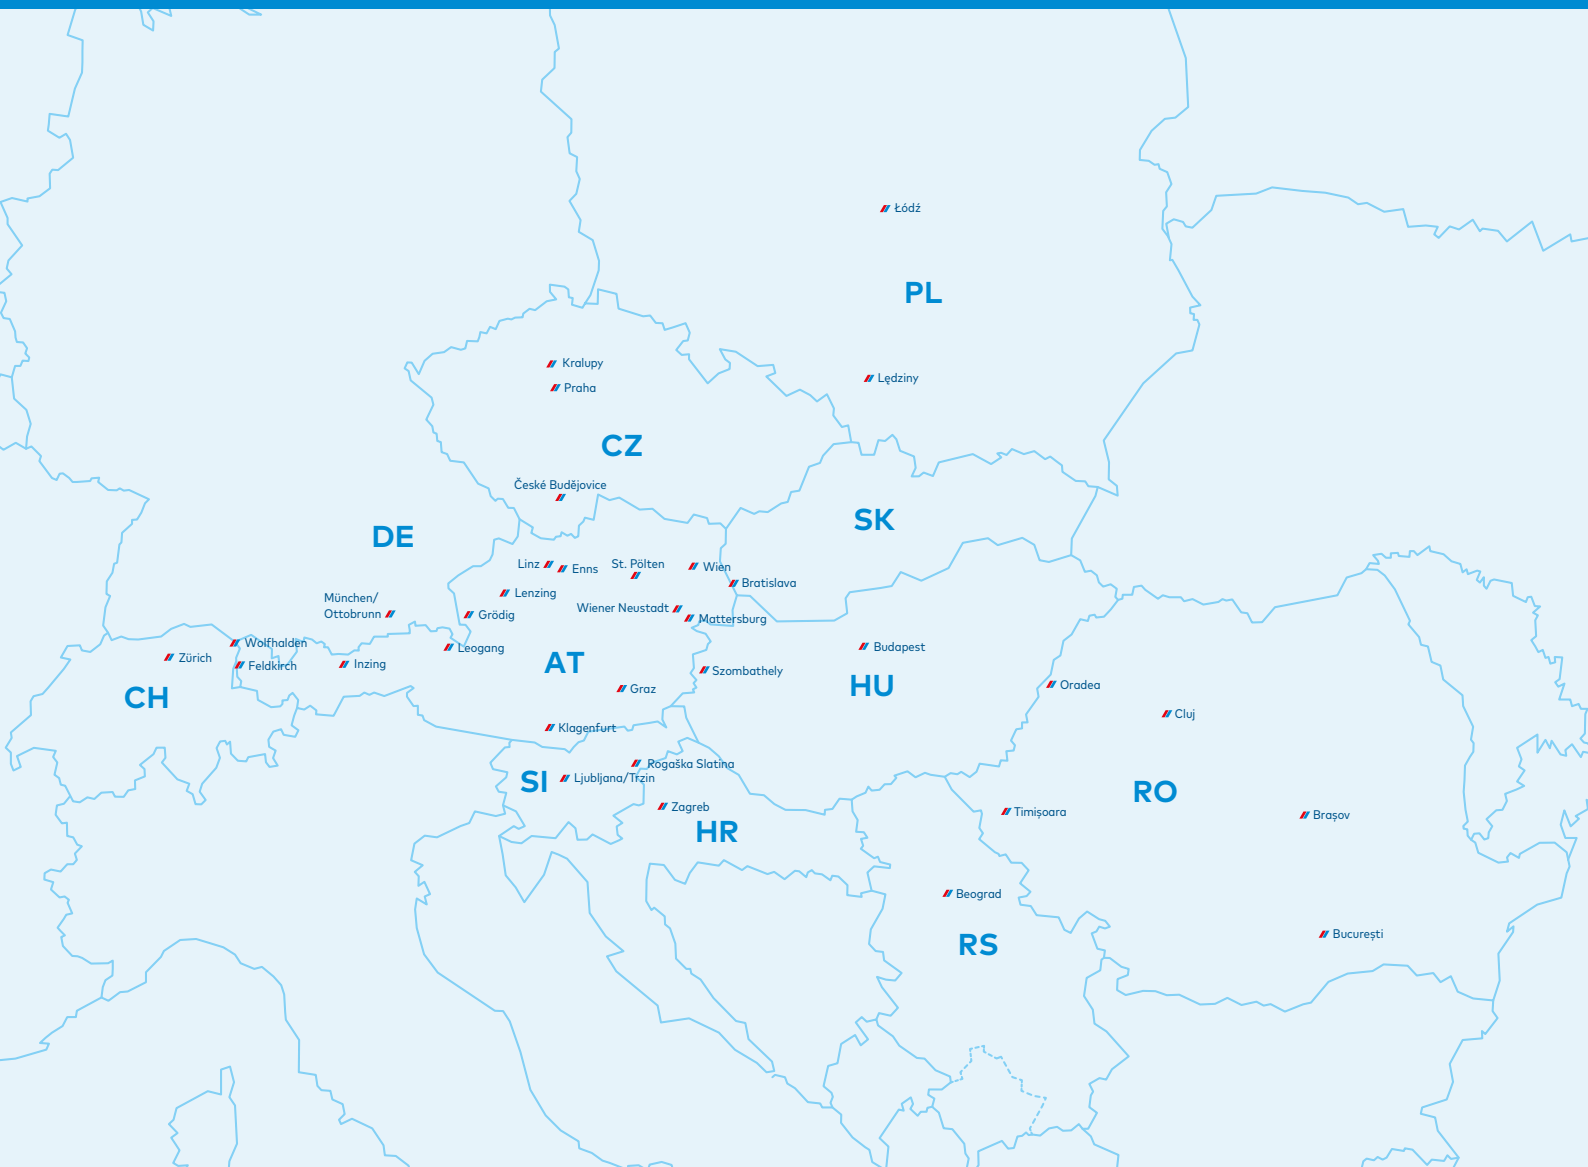 Łódź
PL
Kralupy
Lędziny
Praha
CZ
České Budějovice
SK
DE
Linz
Enns
St. Pölten
Wien
Bratislava
Lenzing
München/
Ottobrunn
Grödig
Wiener Neustadt
Mattersburg
Wolfhalden
Zürich
Feldkirch
Inzing
Leogang
AT
Budapest
Szombathely
HU
CH
Graz
Oradea
Cluj
Klagenfurt
Rogaška Slatina
SI
Ljubljana/Trzin
RO
Zagreb
HR
Timișoara
Brașov
Beograd
RS
București